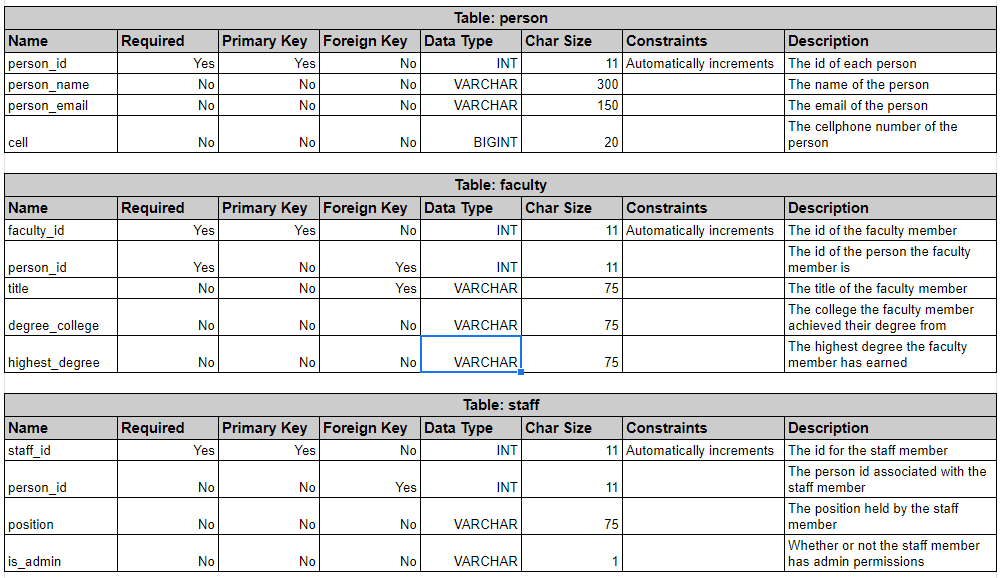 Table: person
Name Required Primary Key Foreign Key Data Type Char Size Constraints Description
person_id Yes Yes No INT 11 Automatically increments The id of each person
person_name No No No VARCHAR 300 The name of the person
person_email No No No VARCHAR 150 The email of the person
The cellphone number of the
cell No No No BIGINT 20 person
Table: faculty
Name Required Primary Key Foreign Key Data Type Char Size Constraints Description
faculty_id Yes Yes No INT 11 Automatically increments The id of the faculty member
The id of the person the faculty
person_id Yes No Yes INT 11 member is
title No No Yes VARCHAR 75 The title of the faculty member
The college the faculty member
degree_college No No No VARCHAR 75 achieved their degree from
The highest degree the faculty
highest_degree No No No VARCHAR 75 member has earned
Table: staff
Name Required Primary Key Foreign Key Data Type Char Size Constraints Description
staff_id Yes Yes No INT 11 Automatically increments The id for the staff member
The person id associated with the
person_id No No Yes INT 11 staff member
The position held by the staff
position No No No VARCHAR 75 member
Whether or not the staff member
is_admin No No No VARCHAR 1 has admin permissions